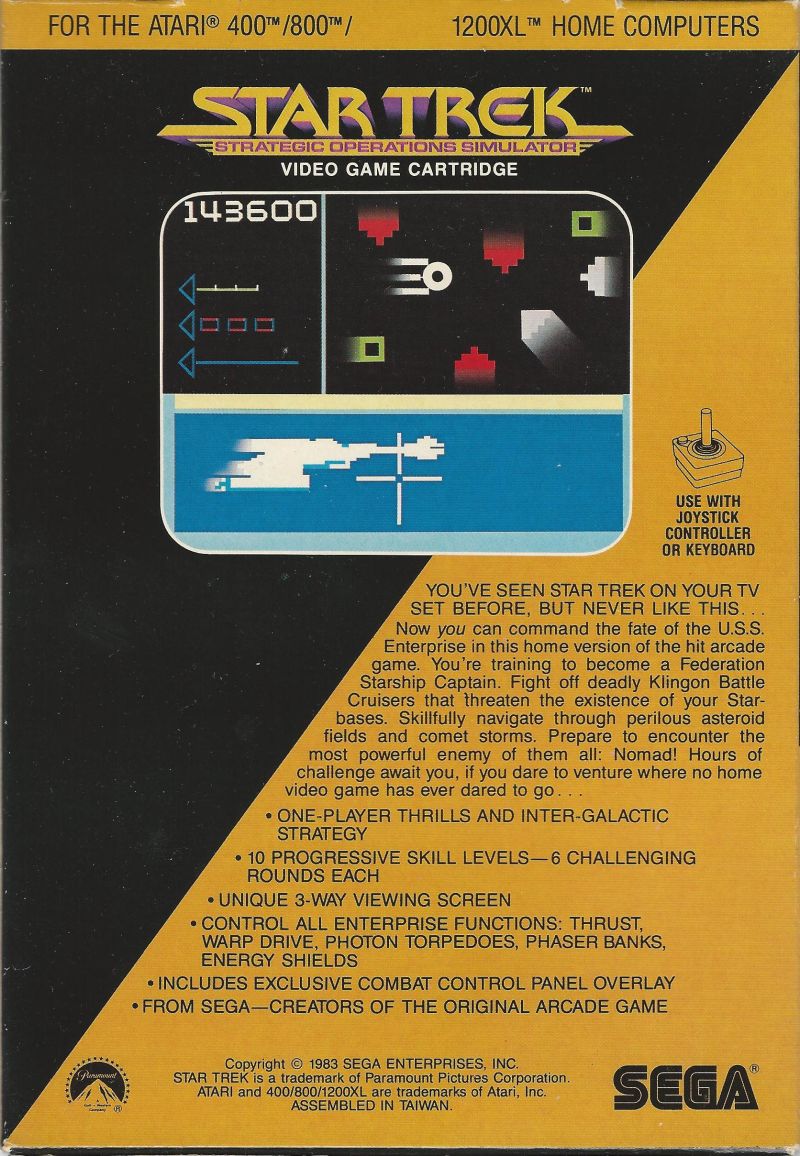 FOR THE ATARI® 400™/800™/ 1200XL™ HOME COMPUTERS
STAR TREK™
STRATEGIC OPERATIONS SIMULATOR
VIDEO GAME CARTRIDGE
143600
USE WITH
JOYSTICK
CONTROLLER
OR KEYBOARD
YOU'VE SEEN STAR TREK ON YOUR TV
SET BEFORE, BUT NEVER LIKE THIS...
Now you can command the fate of the U.S.S.
Enterprise in this home version of the hit arcade
game. You're training to become a Federation
Starship Captain. Fight off deadly Klingon Battle
Cruisers that threaten the existence of your Star-
bases. Skillfully navigate through perilous asteroid
fields and comet storms. Prepare to encounter the
most powerful enemy of them all: Nomad! Hours of
challenge await you, if you dare to venture where no home
video game has ever dared to go...
• ONE-PLAYER THRILLS AND INTER-GALACTIC
STRATEGY
• 10 PROGRESSIVE SKILL LEVELS—6 CHALLENGING
ROUNDS EACH
• UNIQUE 3-WAY VIEWING SCREEN
• CONTROL ALL ENTERPRISE FUNCTIONS: THRUST,
WARP DRIVE, PHOTON TORPEDOES, PHASER BANKS,
ENERGY SHIELDS
• INCLUDES EXCLUSIVE COMBAT CONTROL PANEL OVERLAY
• FROM SEGA—CREATORS OF THE ORIGINAL ARCADE GAME
Paramount
®
Copyright © 1983 SEGA ENTERPRISES, INC.
STAR TREK is a trademark of Paramount Pictures Corporation.
ATARI and 400/800/1200XL are trademarks of Atari, Inc.
ASSEMBLED IN TAIWAN.
SEGA®